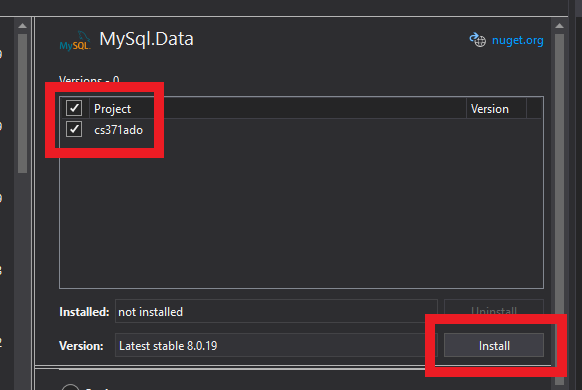 MySQL. MySql.Data nuget.org
Versions - 0
Project Version
cs371ado
Installed: not installed Uninstall
Version: Latest stable 8.0.19 Install